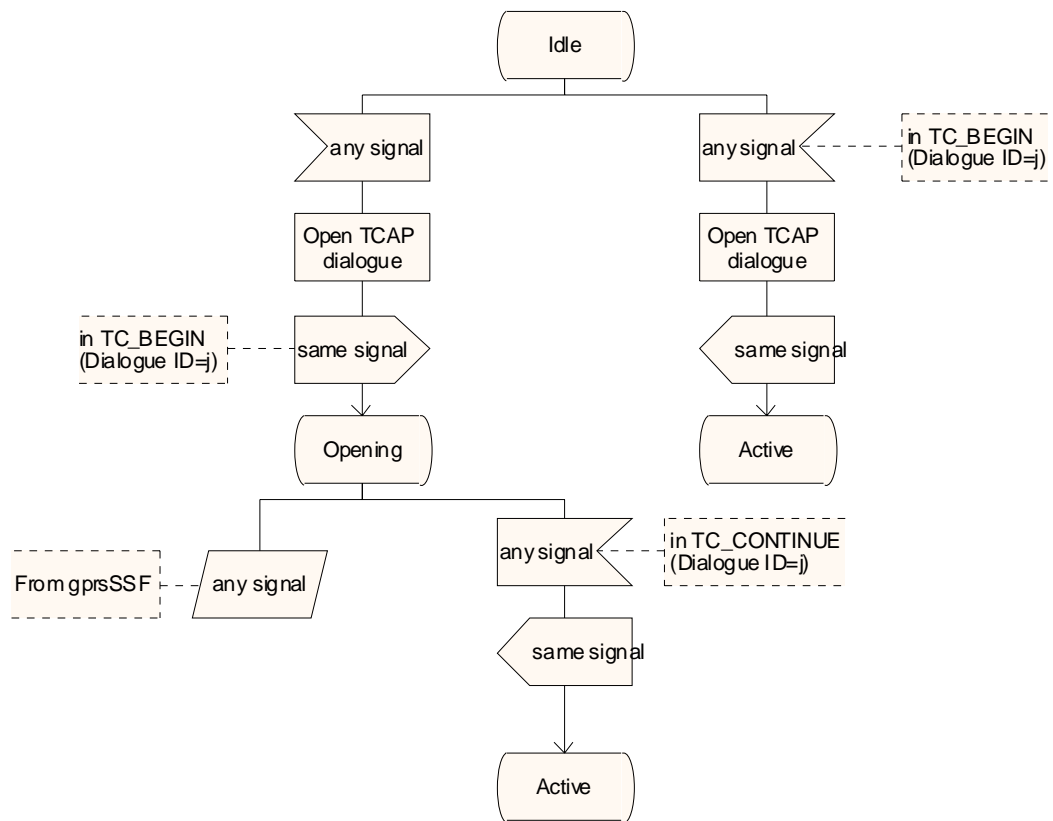 Idle
any signal
any signal
in TC_BEGIN
(Dialogue ID=j)
Open TCAP
dialogue
Open TCAP
dialogue
in TC_BEGIN
(Dialogue ID=j)
same signal
same signal
Opening
Active
any signal
in TC_CONTINUE
(Dialogue ID=j)
From gprsSSF
any signal
same signal
Active